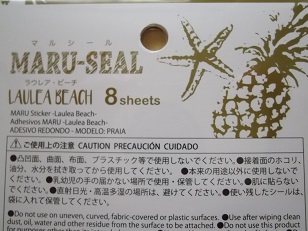 マルシール
MARU-SEAL
ラウレア・ビーチ
LAULEA BEACH 8 sheets
MARU Sticker -Laulea Beach-
Adhesivos MARU -Laulea Beach-
ADESIVO REDONDO - MODELO: PRAIA
ご使用上の注意 CAUTION PRECAUCIÓN CUIDADO
●凸凹面、曲面、布面、プラスチック等で使用しないでください。●接着面のホコリ、
油分、水分を拭き取ってから使用してください。●本来の用途以外に使用しないで
ください。●乳幼児の手の届かない場所で使用・保管してください。●肌に貼らない
でください。●直射日光・高温多湿の場所は、避けてください。●使い残したシールは、
袋に入れて保管してください。
●Do not use on uneven, curved, fabric-covered or plastic surfaces. ●Use after wiping clean
dust, oil, water and other residue from the surface to be attached. ●Do not use this product